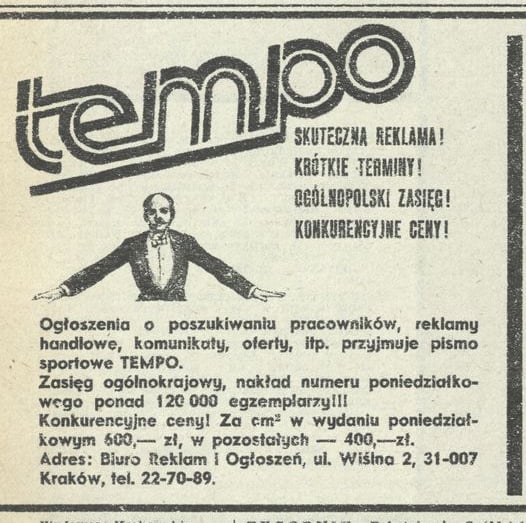 tempo
SKUTECZNA REKLAMA!
KRÓTKIE TERMINY!
OGÓLNOPOLSKI ZASIĘG!
KONKURENCYJNE CENY!
Ogłoszenia o poszukiwaniu pracowników, reklamy
handlowe, komunikaty, oferty, itp. przyjmuje pismo
sportowe TEMPO.
Zasięg ogólnokrajowy, nakład numeru poniedziałko-
wego ponad 120 000 egzemplarzy!!!
Konkurencyjne ceny! Za cm² w wydaniu poniedział-
kowym 600,— zł, w pozostałych — 400,—zł.
Adres: Biuro Reklam i Ogłoszeń, ul. Wiślna 2, 31-007
Kraków, tel. 22-70-89.